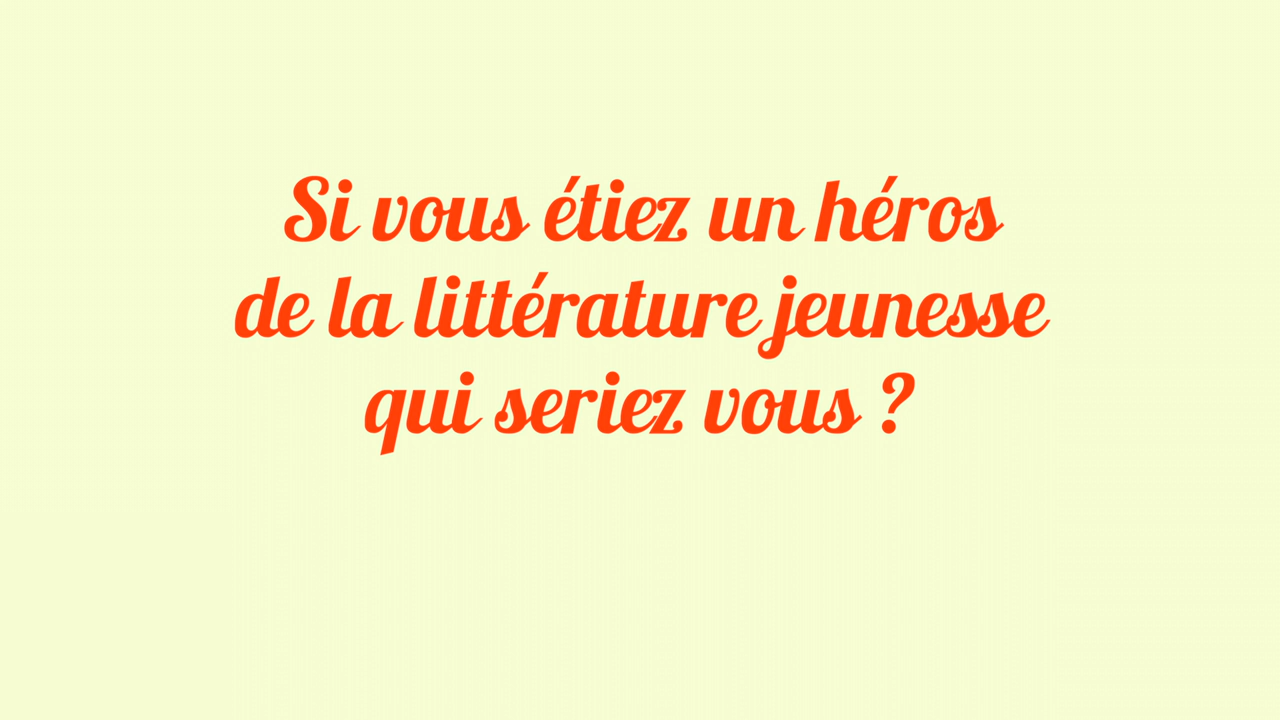 Si vous étiez un héros
de la littérature jeunesse
qui seriez vous ?